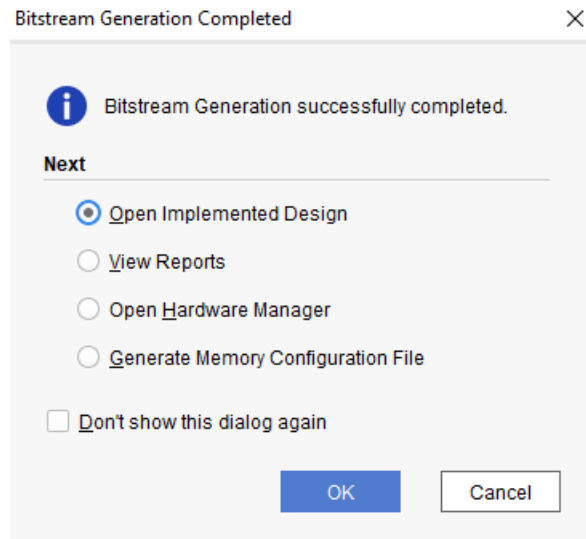 Bitstream Generation Completed
Bitstream Generation successfully completed.
Next
Open Implemented Design
View Reports
Open Hardware Manager
Generate Memory Configuration File
Don't show this dialog again
OK
Cancel